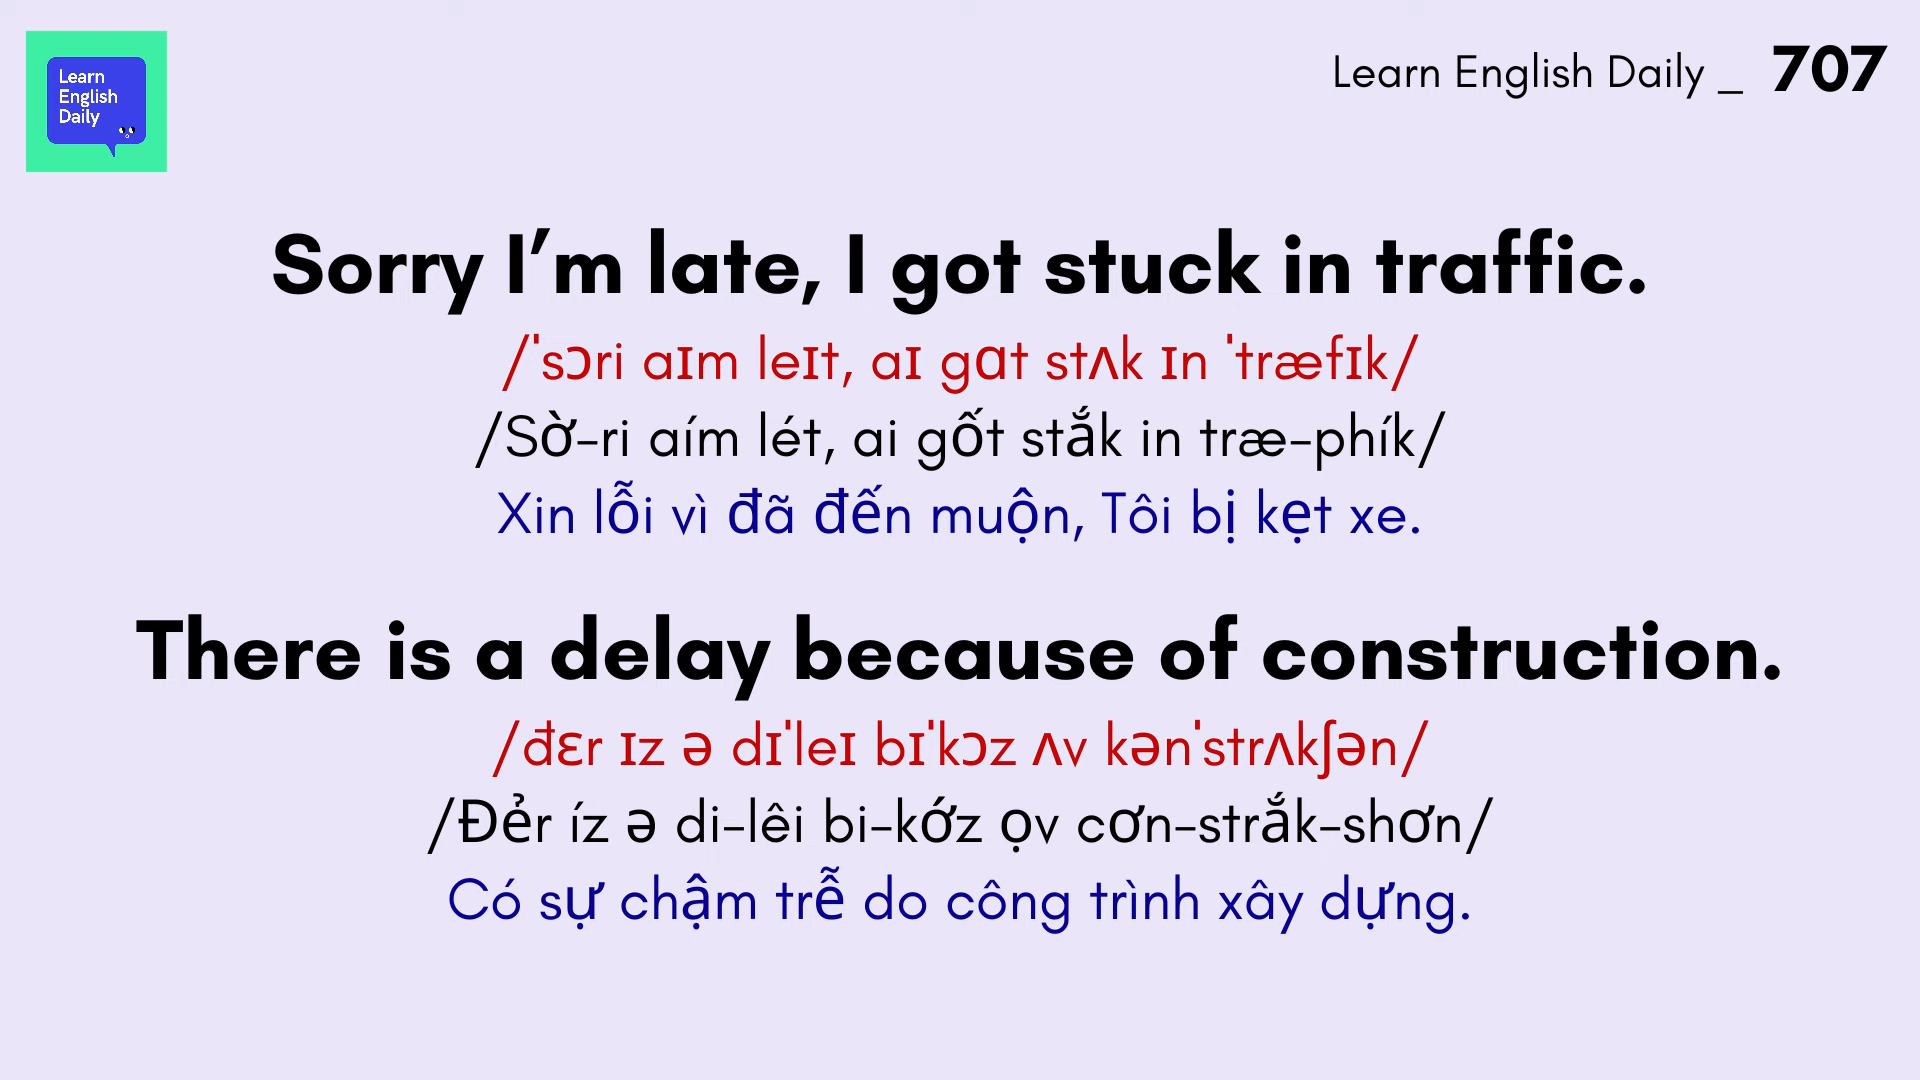 Learn
English
Daily
Learn English Daily _ 707
Sorry I’m late, I got stuck in traffic.
/ˈsɔri aɪm leɪt, aɪ gɑt stʌk ɪn ˈtræfɪk/
/Sờ-ri aím lét, ai gốt stắk in træ-phík/
Xin lỗi vì đã đến muộn, Tôi bị kẹt xe.
There is a delay because of construction.
/đɛr ɪz ə dɪˈleɪ bɪˈkɔz ʌv kənˈstrʌkʃən/
/Đẻr íz ə di-lêi bi-kớz ọv cơn-strắk-shơn/
Có sự chậm trễ do công trình xây dựng.